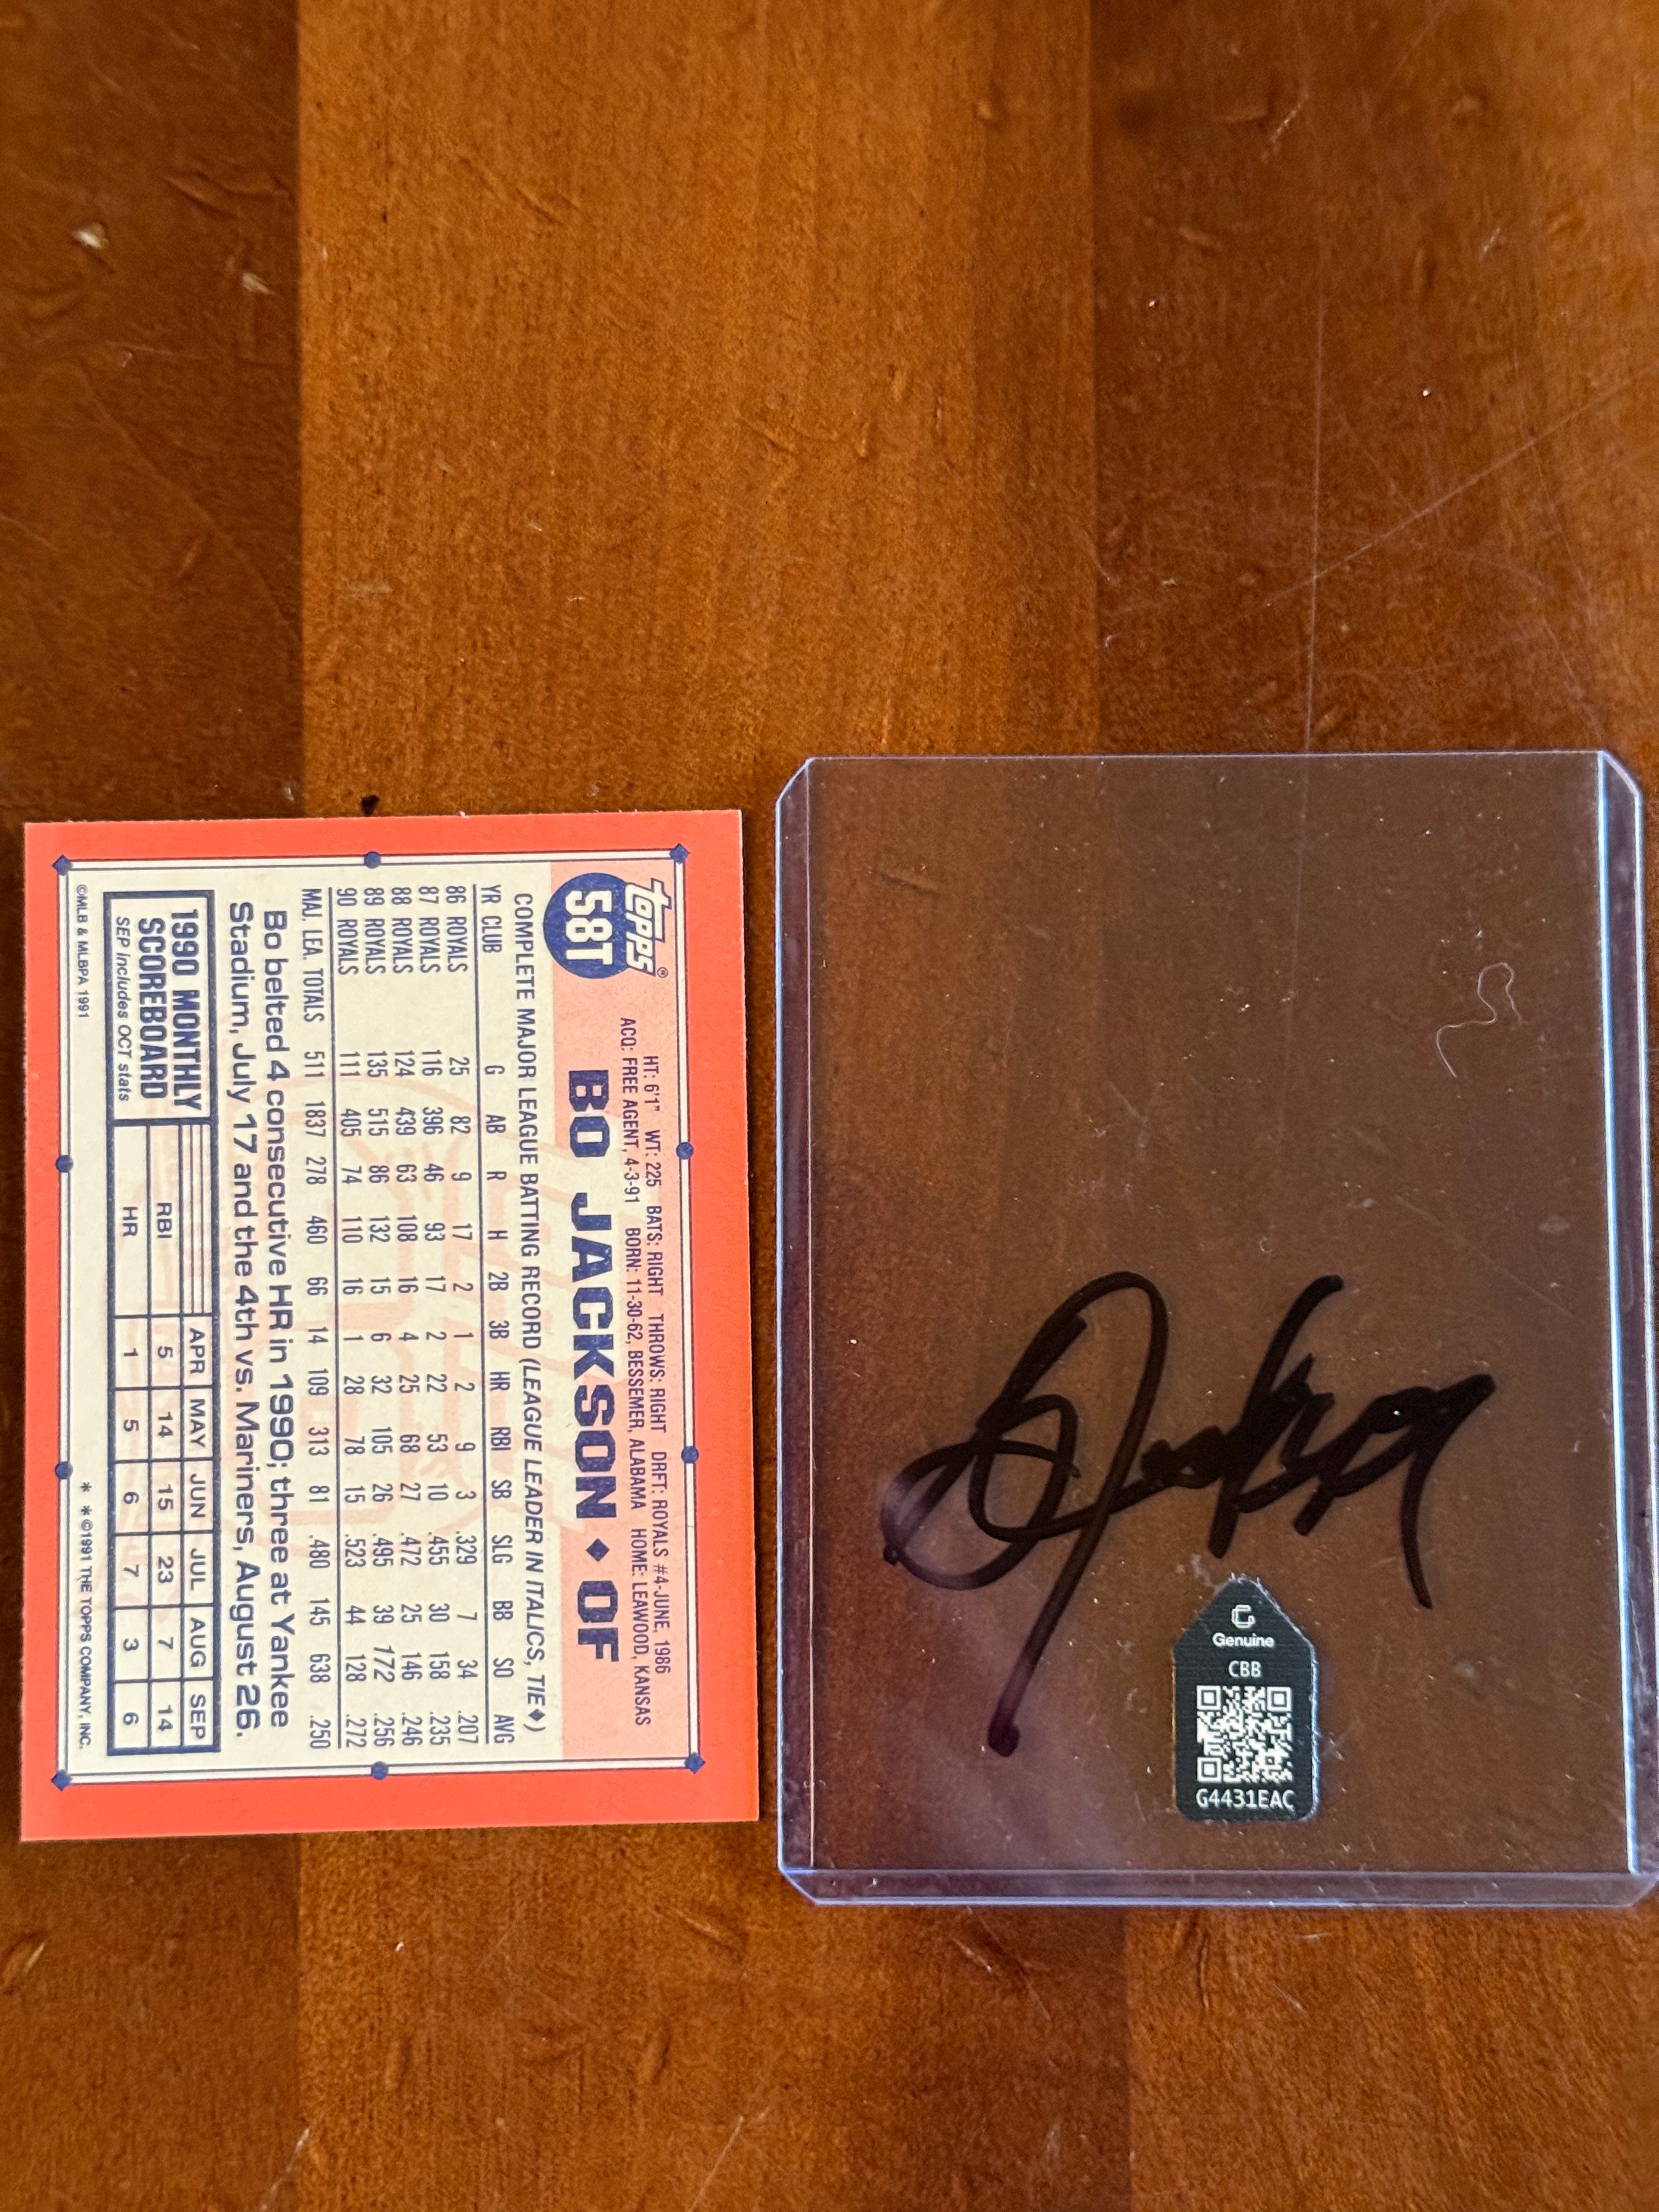 topps®
58T
HT: 6'1" WT: 225 BATS: RIGHT THROWS: RIGHT DRFT: ROYALS #4-JUNE, 1986
ACQ: FREE AGENT, 4-3-91 BORN: 11-30-62, BESSEMER, ALABAMA HOME: LEAWOOD, KANSAS
BO JACKSON ♦ OF
COMPLETE MAJOR LEAGUE BATTING RECORD (LEAGUE LEADER IN ITALICS, TIE♦)
YR CLUB G AB R H 2B 3B HR RBI SB SLG BB SO AVG
86 ROYALS 25 82 9 17 2 1 2 9 3 .329 7 34 .207
87 ROYALS 116 396 46 93 17 2 22 53 10 .455 30 158 .235
88 ROYALS 124 439 63 108 16 4 25 68 27 .472 25 146 .246
89 ROYALS 135 515 86 132 15 6 32 105 26 .495 39 172 .256
90 ROYALS 111 405 74 110 16 1 28 78 15 .523 44 128 .272
MAJ. LEA. TOTALS 511 1837 278 460 66 14 109 313 81 .480 145 638 .250
Bo belted 4 consecutive HR in 1990; three at Yankee
Stadium, July 17 and the 4th vs. Mariners, August 26.
1990 MONTHLY
SCOREBOARD
SEP includes OCT stats
APR MAY JUN JUL AUG SEP
RBI 5 14 15 23 7 14
HR 1 5 6 7 3 6
©MLB & MLBPA 1991
* * ©1991 THE TOPPS COMPANY, INC.
Genuine
CBB
G4431EAC